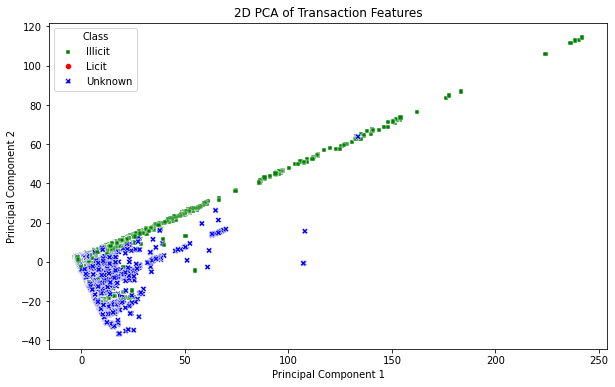 2D PCA of Transaction Features
Class
Illicit
Licit
Unknown
Principal Component 2
120
100
80
60
40
20
0
−20
−40
0
50
100
150
200
250
Principal Component 1